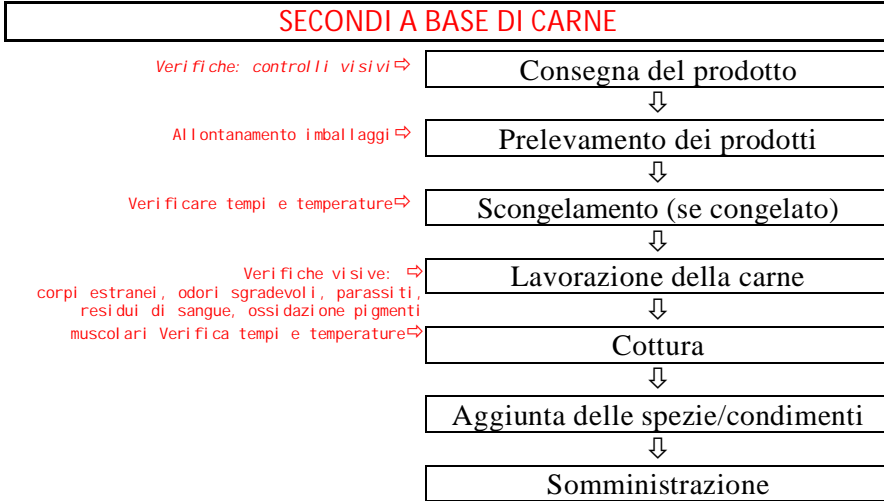 SECONDI A BASE DI CARNE
Verifiche: controlli visivi⇨
Consegna del prodotto
⇩
Allontanamento imballaggi⇨
Prelevamento dei prodotti
⇩
Verificare tempi e temperature⇨
Scongelamento (se congelato)
⇩
Verifiche visive: ⇨
corpi estranei, odori sgradevoli, parassiti,
residui di sangue, ossidazione pigmenti
Lavorazione della carne
⇩
muscolari Verifica tempi e temperature⇨
Cottura
⇩
Aggiunta delle spezie/condimenti
⇩
Somministrazione